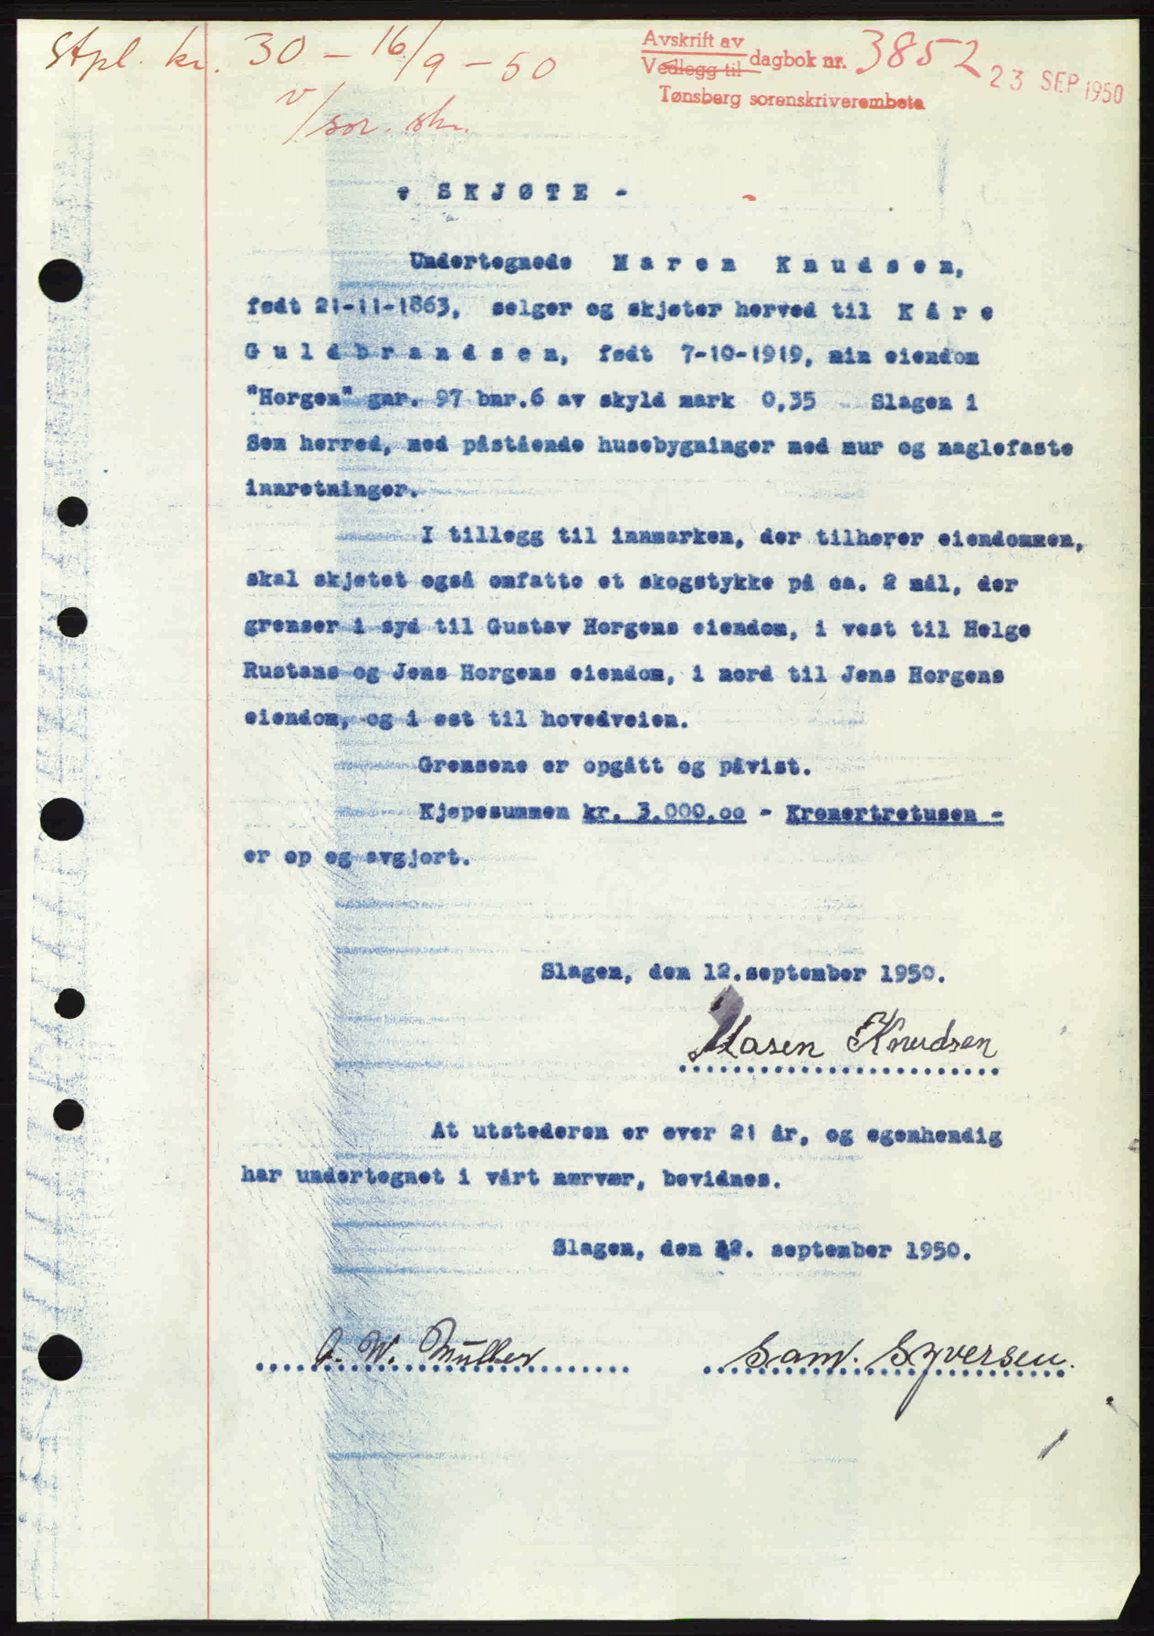 Stpl. kr. 30 – 16/9 – 50
v/sor. skr.
Avskrift av
Vedlegg til dagbok nr. 3852
23 SEP 1950
Tønsberg sorenskriverembete
- SKJØTE -
Undertegnede Maren Knudsen,
født 21-11-1863, selger og skjøter herved til Kåre
Guldbrandsen, født 7-10-1919, min eiendom
"Horgen" gnr. 97 bnr.6 av skyld mark 0,35 Slagen i
Sem herred, med påstående husebygninger med mur og naglefaste
innretninger.
I tillegg til innmarken, der tilhører eiendommen,
skal skjøtet også omfatte et skogstykke på ca. 2 mål, der
grenser i syd til Gustav Horgens eiendom, i vest til Helge
Rustans og Jens Horgens eiendom, i nord til Jens Horgens
eiendom, og i øst til hovedveien.
Grensene er opgått og påvist.
Kjøpesummen kr. 3.000,00 - Kronertretusen -
er op og avgjort.
Slagen, den 12.september 1950.
Maren Knudsen
At utstederen er over 21 år, og egenhendig
har undertegnet i vårt nærvær, bevidnes.
Slagen, den 12. september 1950.
O. W. Müller
Sam. Syversen.